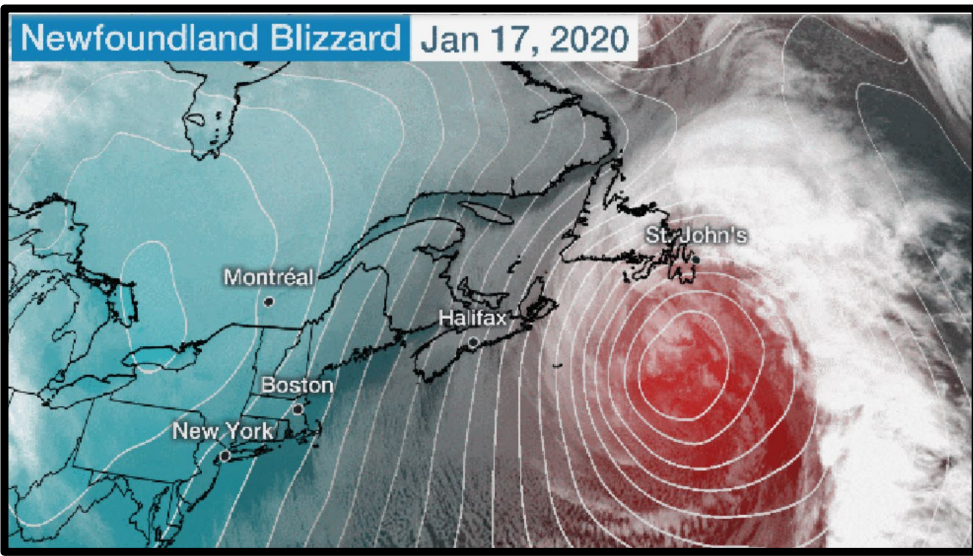 Newfoundland Blizzard Jan 17, 2020
St. John's
Montréal
Halifax
Boston
New York